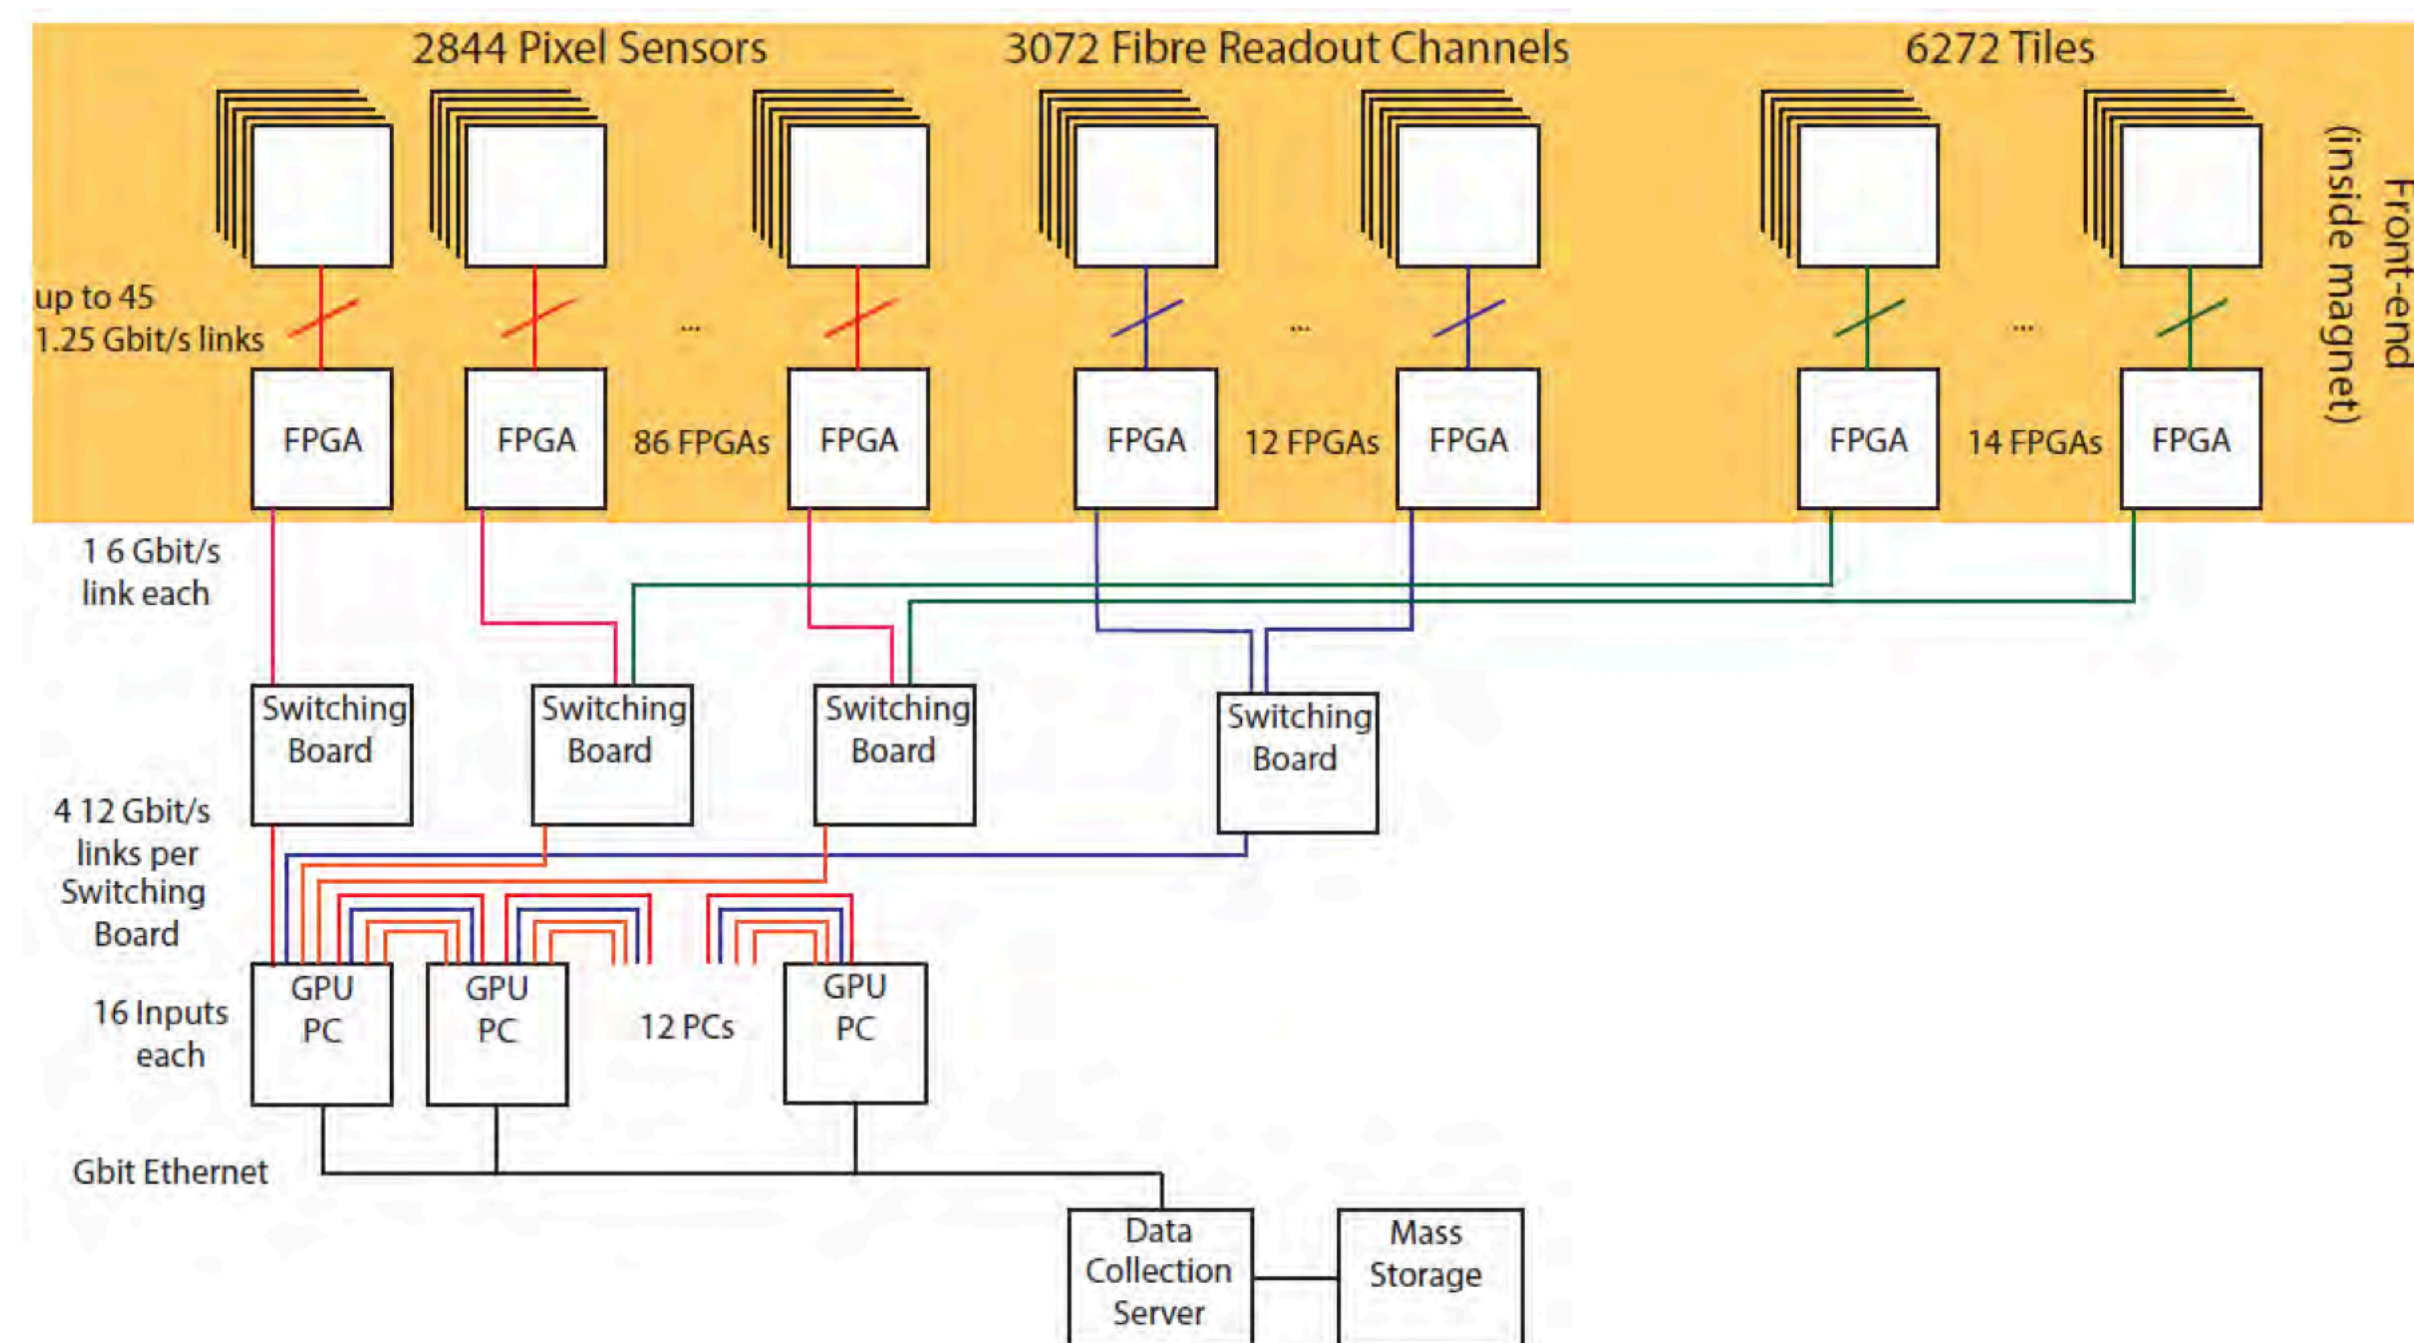 2844 Pixel Sensors
3072 Fibre Readout Channels
6272 Tiles
Front-end
(inside magnet)
up to 45
1.25 Gbit/s links
...
...
...
FPGA
FPGA
86 FPGAs
FPGA
FPGA
12 FPGAs
FPGA
FPGA
14 FPGAs
FPGA
1 6 Gbit/s
link each
Switching
Board
Switching
Board
Switching
Board
Switching
Board
4 12 Gbit/s
links per
Switching
Board
GPU
PC
GPU
PC
12 PCs
GPU
PC
16 Inputs
each
Gbit Ethernet
Data
Collection
Server
Mass
Storage